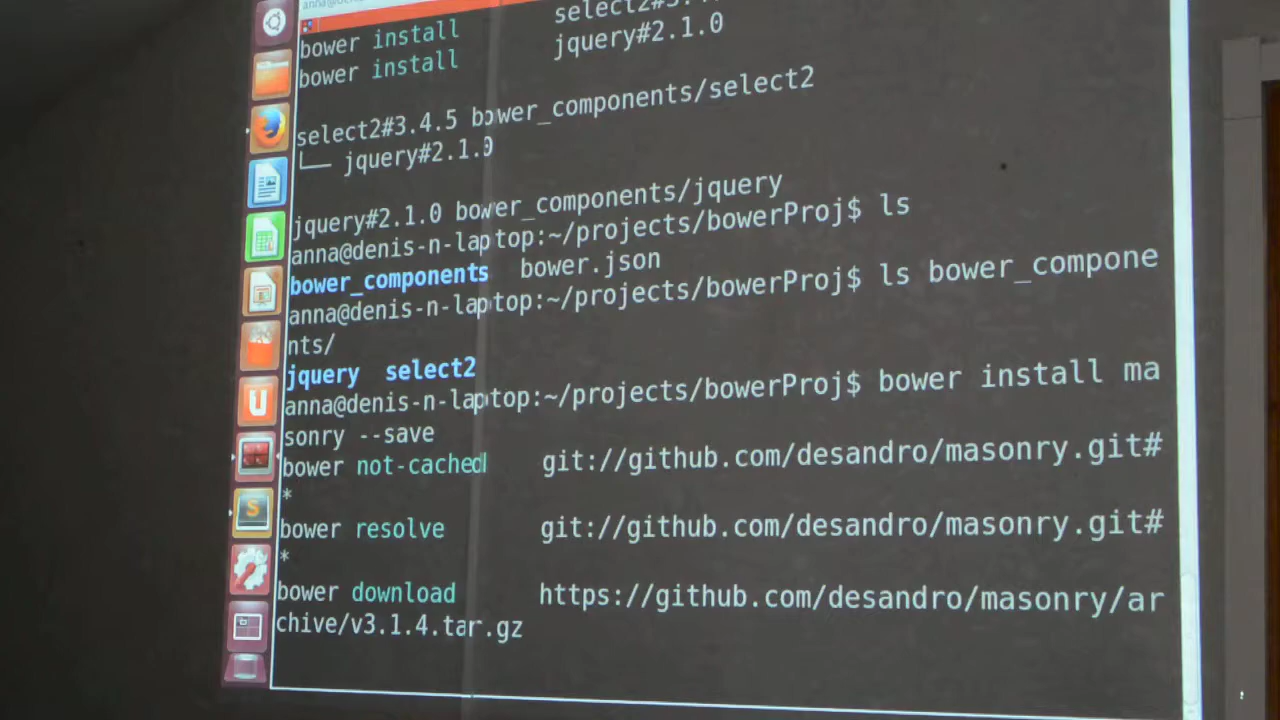 bower install select2#3.4.
bower install jquery#2.1.0
select2#3.4.5 bower_components/select2
└── jquery#2.1.0
jquery#2.1.0 bower_components/jquery
anna@denis-n-laptop:~/projects/bowerProj$ ls
bower_components bower.json
anna@denis-n-laptop:~/projects/bowerProj$ ls bower_compone
nts/
jquery select2
anna@denis-n-laptop:~/projects/bowerProj$ bower install ma
sonry --save
bower not-cached git://github.com/desandro/masonry.git#
*
bower resolve git://github.com/desandro/masonry.git#
*
bower download https://github.com/desandro/masonry/ar
chive/v3.1.4.tar.gz